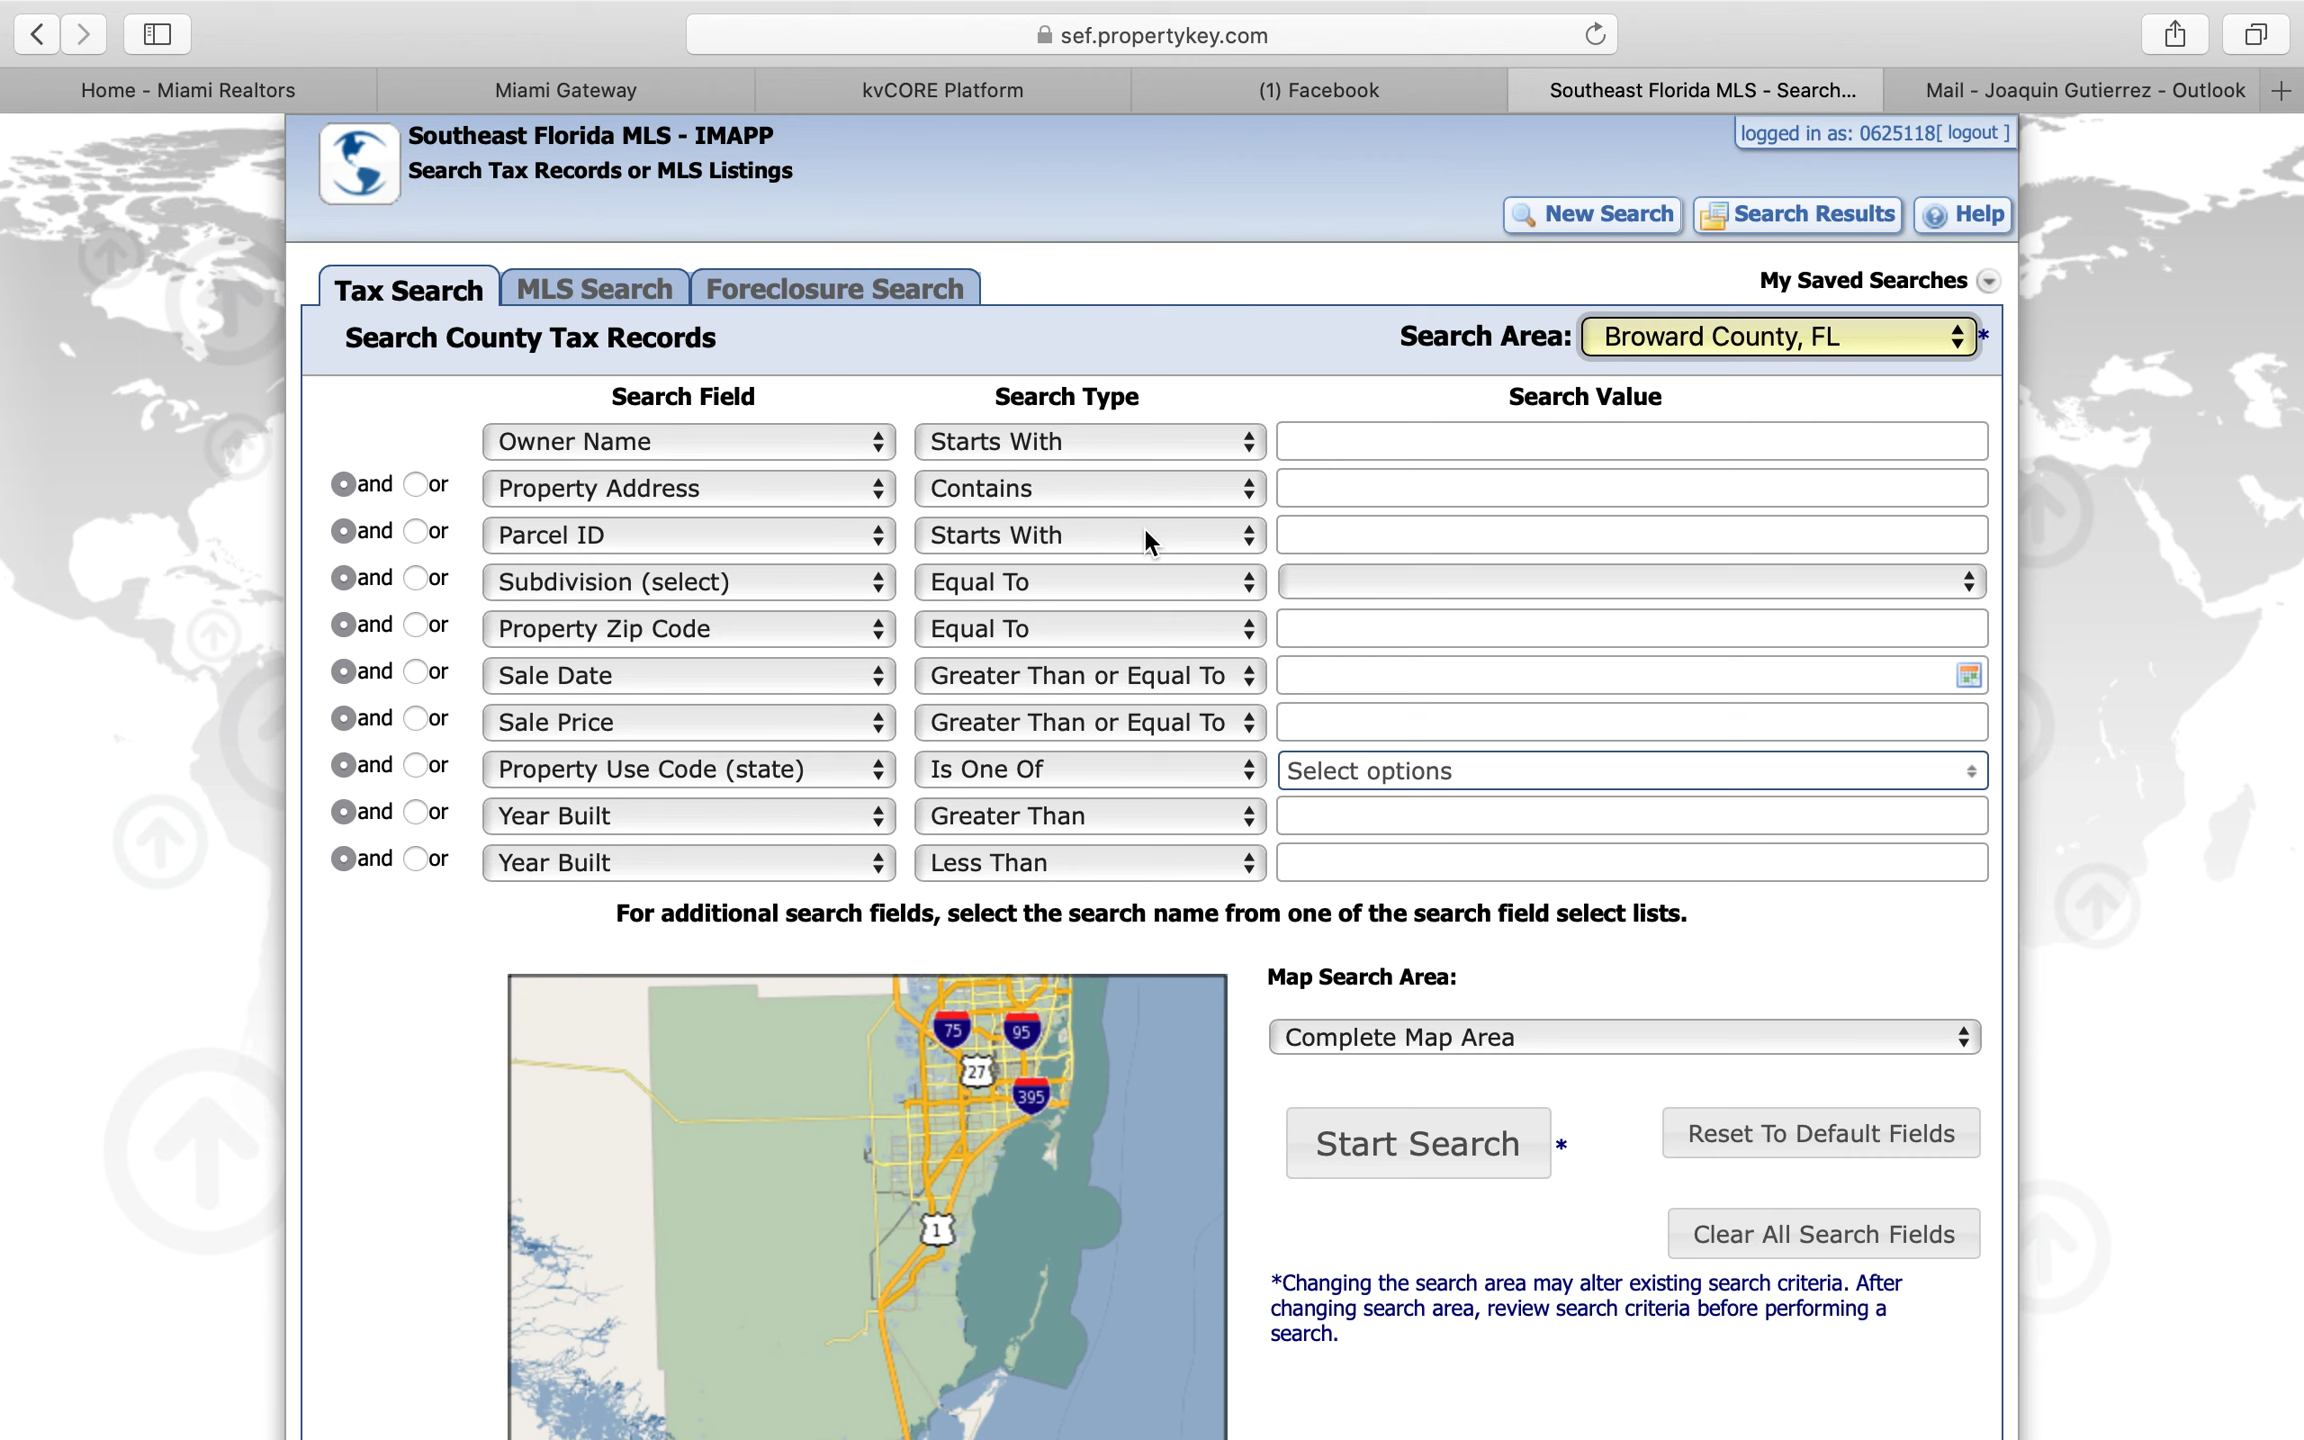 sef.propertykey.com
Home - Miami Realtors
Miami Gateway
kvCORE Platform
(1) Facebook
Southeast Florida MLS - Search...
Mail - Joaquin Gutierrez - Outlook
Southeast Florida MLS - IMAPP
logged in as: 0625118[ logout ]
Search Tax Records or MLS Listings
New Search
Search Results
Help
Tax Search
MLS Search
Foreclosure Search
My Saved Searches
Search County Tax Records
Search Area: Broward County, FL *
Search Field Search Type Search Value
Owner Name Starts With
and or Property Address Contains
and or Parcel ID Starts With
and or Subdivision (select) Equal To
and or Property Zip Code Equal To
and or Sale Date Greater Than or Equal To
and or Sale Price Greater Than or Equal To
and or Property Use Code (state) Is One Of Select options
and or Year Built Greater Than
and or Year Built Less Than
For additional search fields, select the search name from one of the search field select lists.
Map Search Area:
Complete Map Area
75
95
27
395
1
Start Search *
Reset To Default Fields
Clear All Search Fields
*Changing the search area may alter existing search criteria. After
changing search area, review search criteria before performing a
search.